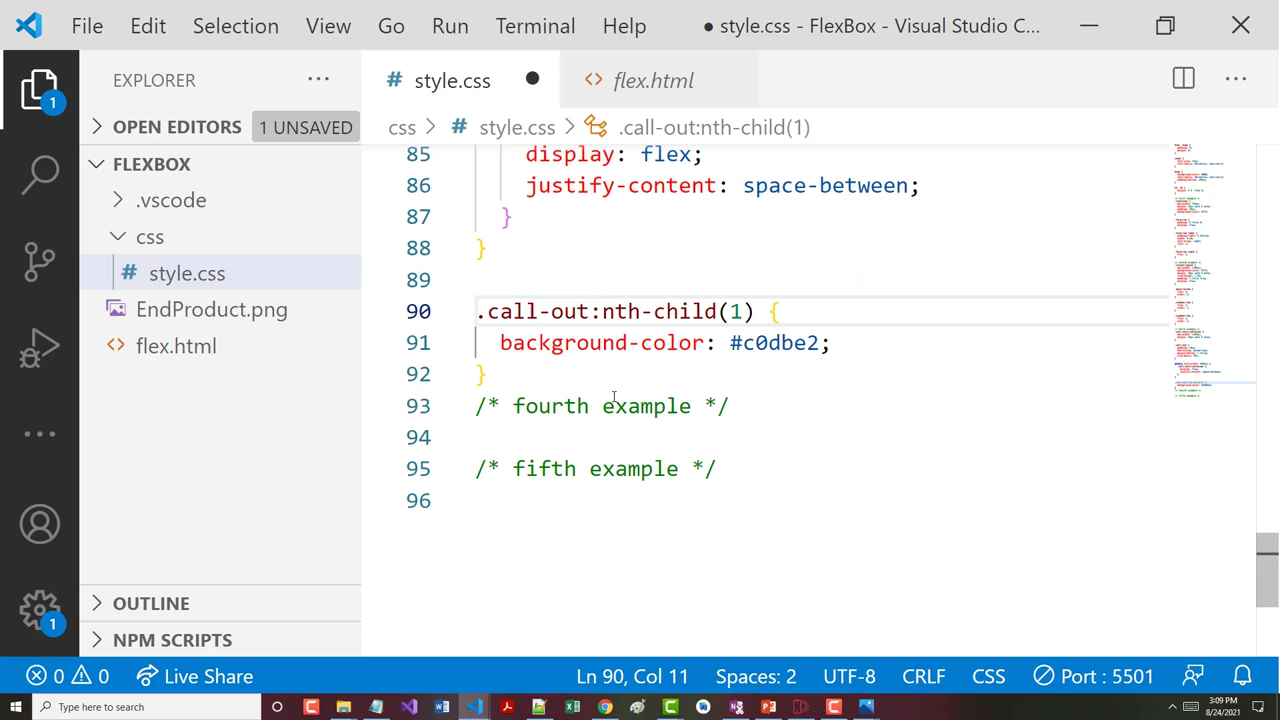 File Edit Selection View Go Run Terminal Help ● style.css - FlexBox - Visual Studio C...
EXPLORER ... # style.css ● <> flex.html ...
1
OPEN EDITORS 1 UNSAVED
css > # style.css > .call-out:nth-child(1)
FLEXBOX
.vscode
css
# style.css
EndProduct.png
<> flex.html
85 display: flex;
86 justify-content: space-between;
87 }
88 }
89
90 .call-out:nth-child(1) {
91 background-color: #c0dbe2;
92 }
93 /* fourth example */
94
95 /* fifth example */
96
OUTLINE
NPM SCRIPTS
1
0 0 Live Share Ln 90, Col 11 Spaces: 2 UTF-8 CRLF CSS Port : 5501
Type here to search 3:09 PM
8/24/2021